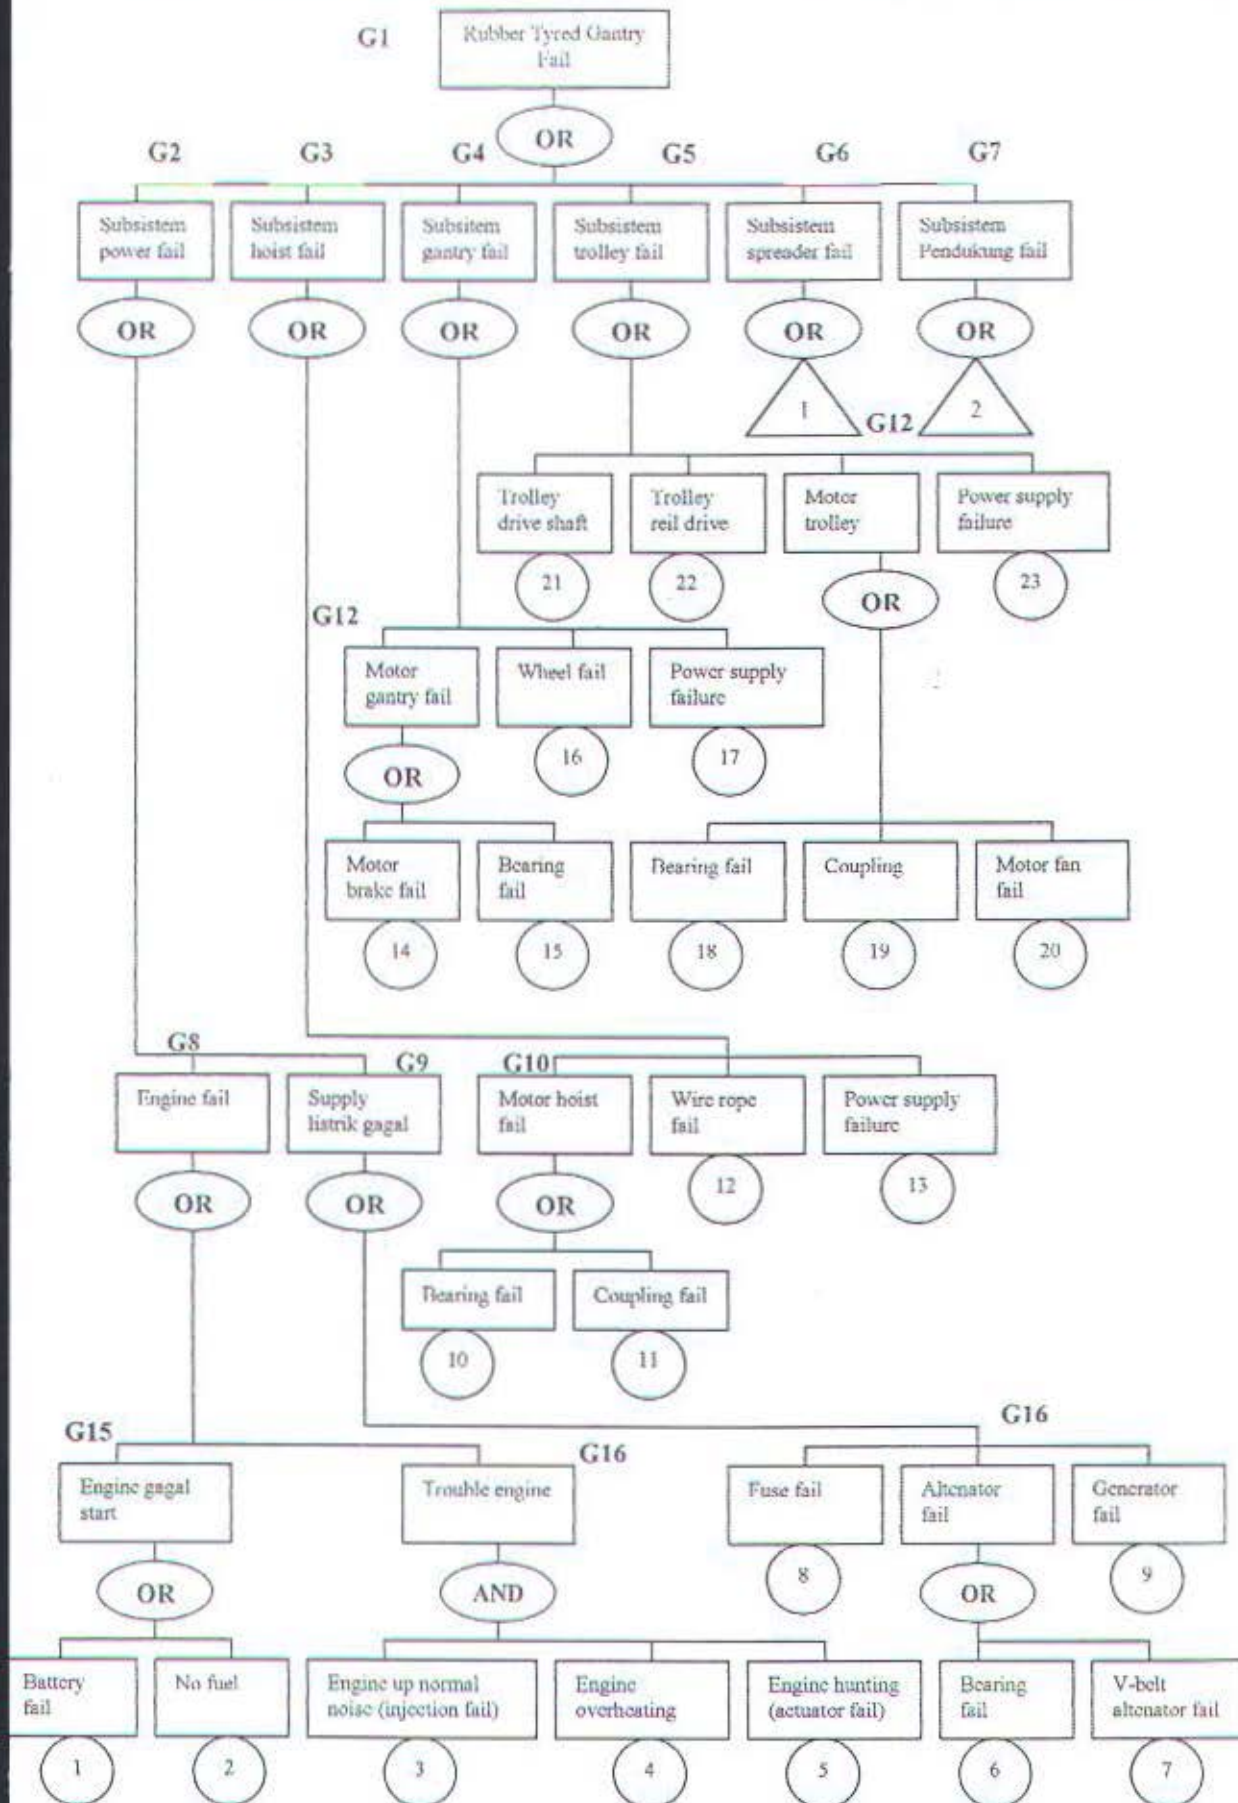 G1
Rubber Tyred Gantry
Fail
OR
G2
G3
G4
G5
G6
G7
Subsistem
power fail
Subsistem
hoist fail
Subsitem
gantry fail
Subsistem
trolley fail
Subsistem
spreader fail
Subsistem
Pendukung fail
OR
OR
OR
OR
OR
OR
1
G12
2
Trolley
drive shaft
Trolley
reil drive
Motor
trolley
Power supply
failure
21
22
OR
23
G12
Motor
gantry fail
Wheel fail
Power supply
failure
OR
16
17
Motor
brake fail
Bearing
fail
Bearing fail
Coupling
Motor fan
fail
14
15
18
19
20
G8
G9
G10
Engine fail
Supply
listrik gagal
Motor hoist
fail
Wire rope
fail
Power supply
failure
OR
OR
OR
12
13
Bearing fail
Coupling fail
10
11
G15
G16
G16
Engine gagal
start
Trouble engine
Fuse fail
Altenator
fail
Generator
fail
OR
AND
8
OR
9
Battery
fail
No fuel
Engine up normal
noise (injection fail)
Engine
overheating
Engine hunting
(actuator fail)
Bearing
fail
V-belt
altenator fail
1
2
3
4
5
6
7